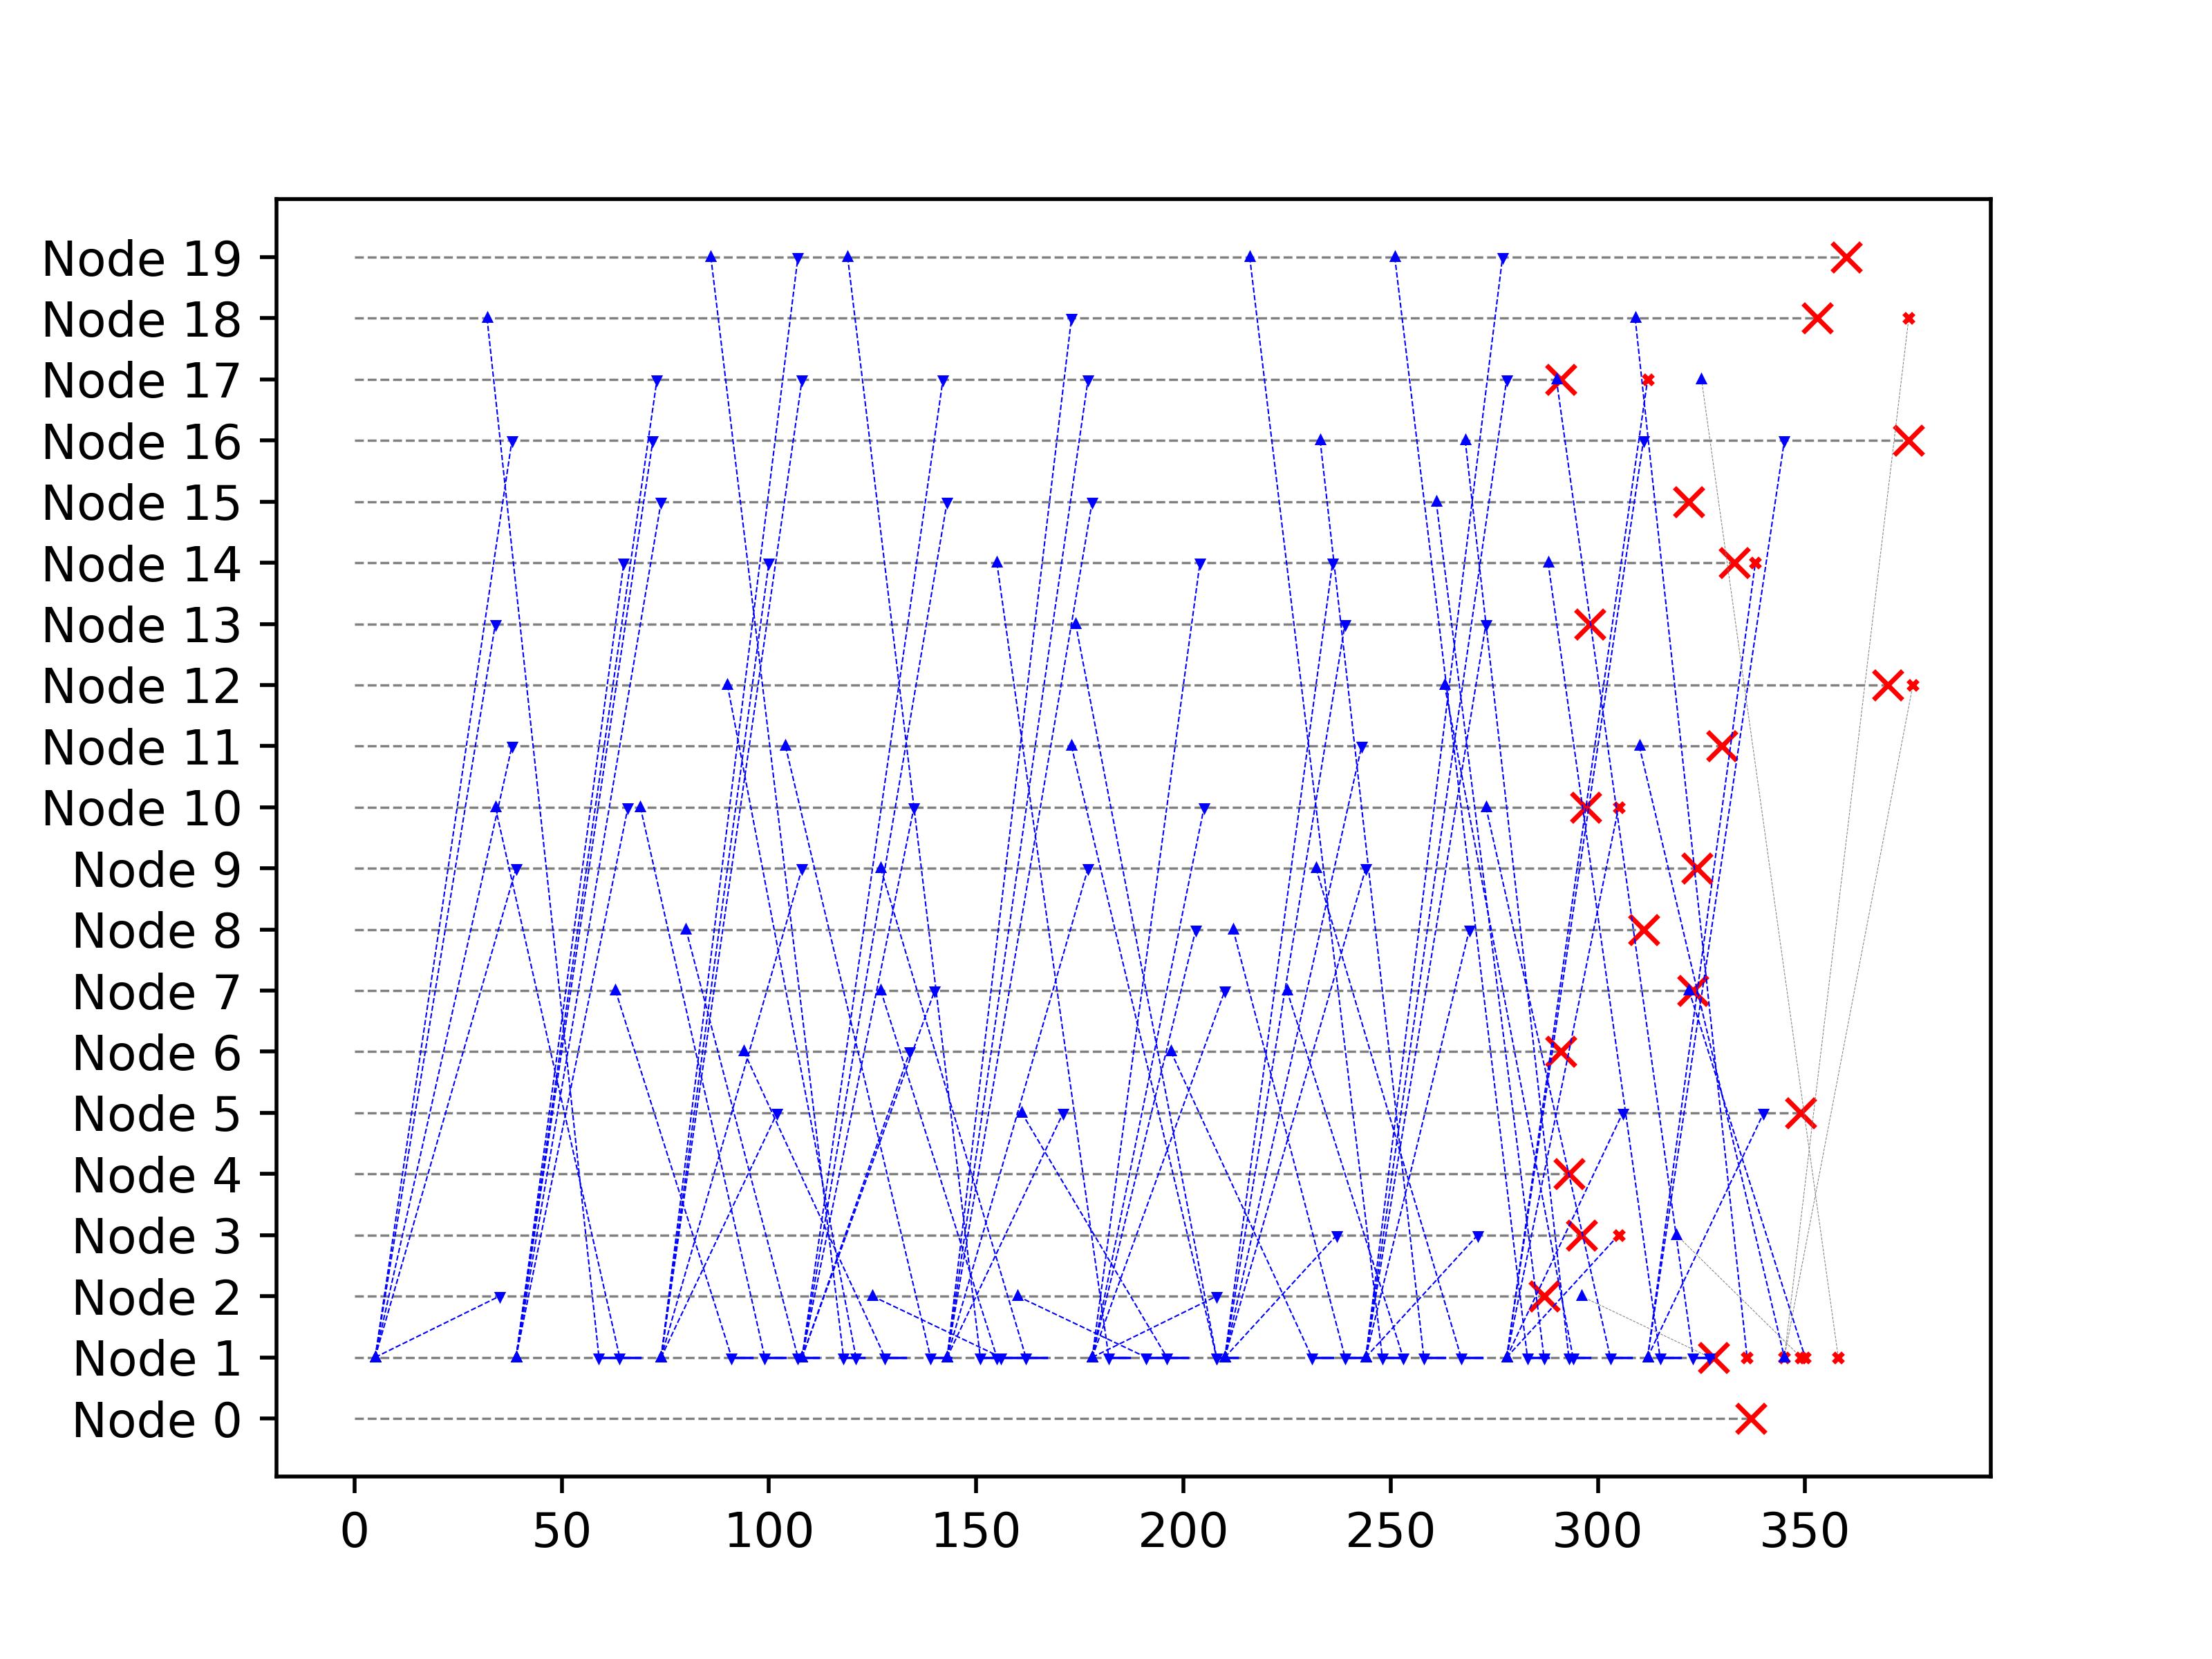 Node 19
Node 18
Node 17
Node 16
Node 15
Node 14
Node 13
Node 12
Node 11
Node 10
Node 9
Node 8
Node 7
Node 6
Node 5
Node 4
Node 3
Node 2
Node 1
Node 0
0 50 100 150 200 250 300 350